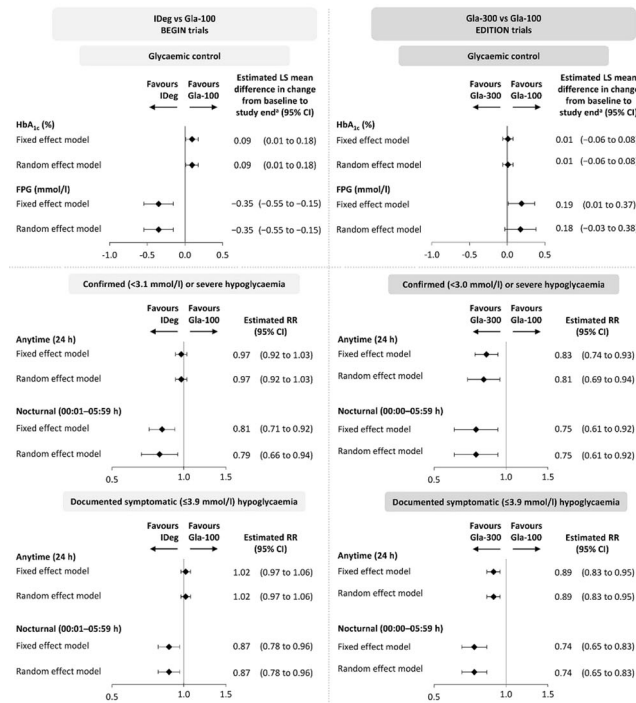 IDeg vs Gla-100
BEGIN trials
Glycaemic control
Favours Favours
IDeg Gla-100
Estimated LS mean
difference in change
from baseline to
study endᵃ (95% CI)
HbA1c (%)
Fixed effect model 0.09 (0.01 to 0.18)
Random effect model 0.09 (0.01 to 0.18)
FPG (mmol/l)
Fixed effect model −0.35 (−0.55 to −0.15)
Random effect model −0.35 (−0.55 to −0.15)
-1.0 -0.5 0.0 0.5 1.0
Gla-300 vs Gla-100
EDITION trials
Glycaemic control
Favours Favours
Gla-300 Gla-100
Estimated LS mean
difference in change
from baseline to
study endᵃ (95% CI)
HbA1c (%)
Fixed effect model 0.01 (−0.06 to 0.08
Random effect model 0.01 (−0.06 to 0.08
FPG (mmol/l)
Fixed effect model 0.19 (0.01 to 0.37)
Random effect model 0.18 (−0.03 to 0.38
-1.0 -0.5 0.0 0.5 1.0
Confirmed (<3.1 mmol/l) or severe hypoglycaemia
Favours Favours
IDeg Gla-100
Estimated RR
(95% CI)
Anytime (24 h)
Fixed effect model 0.97 (0.92 to 1.03)
Random effect model 0.97 (0.92 to 1.03)
Nocturnal (00:01–05:59 h)
Fixed effect model 0.81 (0.71 to 0.92)
Random effect model 0.79 (0.66 to 0.94)
0.5 1.0 1.5
Confirmed (<3.0 mmol/l) or severe hypoglycaemia
Favours Favours
Gla-300 Gla-100
Estimated RR
(95% CI)
Anytime (24 h)
Fixed effect model 0.83 (0.74 to 0.93)
Random effect model 0.81 (0.69 to 0.94)
Nocturnal (00:00–05:59 h)
Fixed effect model 0.75 (0.61 to 0.92)
Random effect model 0.75 (0.61 to 0.92)
0.5 1 1.5
Documented symptomatic (≤3.9 mmol/l) hypoglycaemia
Favours Favours
IDeg Gla-100
Estimated RR
(95% CI)
Anytime (24 h)
Fixed effect model 1.02 (0.97 to 1.06)
Random effect model 1.02 (0.97 to 1.06)
Nocturnal (00:01–05:59 h)
Fixed effect model 0.87 (0.78 to 0.96)
Random effect model 0.87 (0.78 to 0.96)
0.5 1.0 1.5
Documented symptomatic (≤3.9 mmol/l) hypoglycaemia
Favours Favours
Gla-300 Gla-100
Estimated RR
(95% CI)
Anytime (24 h)
Fixed effect model 0.89 (0.83 to 0.95)
Random effect model 0.89 (0.83 to 0.95)
Nocturnal (00:00–05:59 h)
Fixed effect model 0.74 (0.65 to 0.83)
Random effect model 0.74 (0.65 to 0.83)
0.5 1.0 1.5